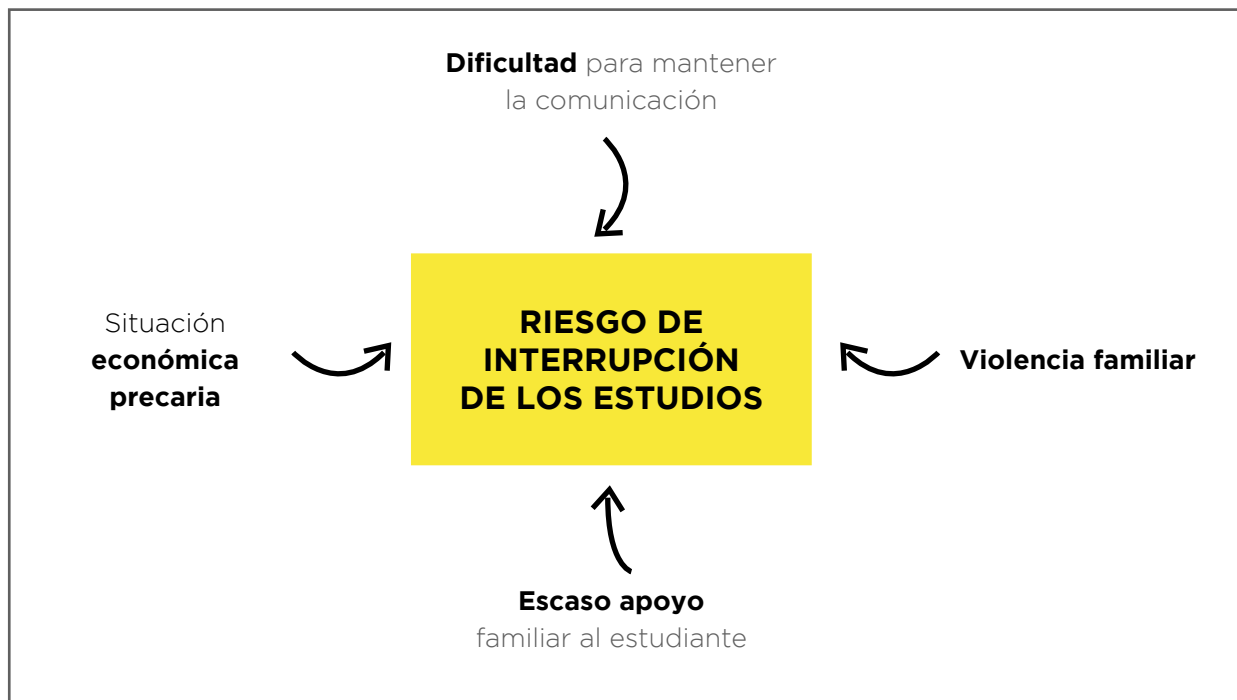 Dificultad para mantener
la comunicación
Situación
económica
precaria
RIESGO DE
INTERRUPCIÓN
DE LOS ESTUDIOS
Violencia familiar
Escaso apoyo
familiar al estudiante